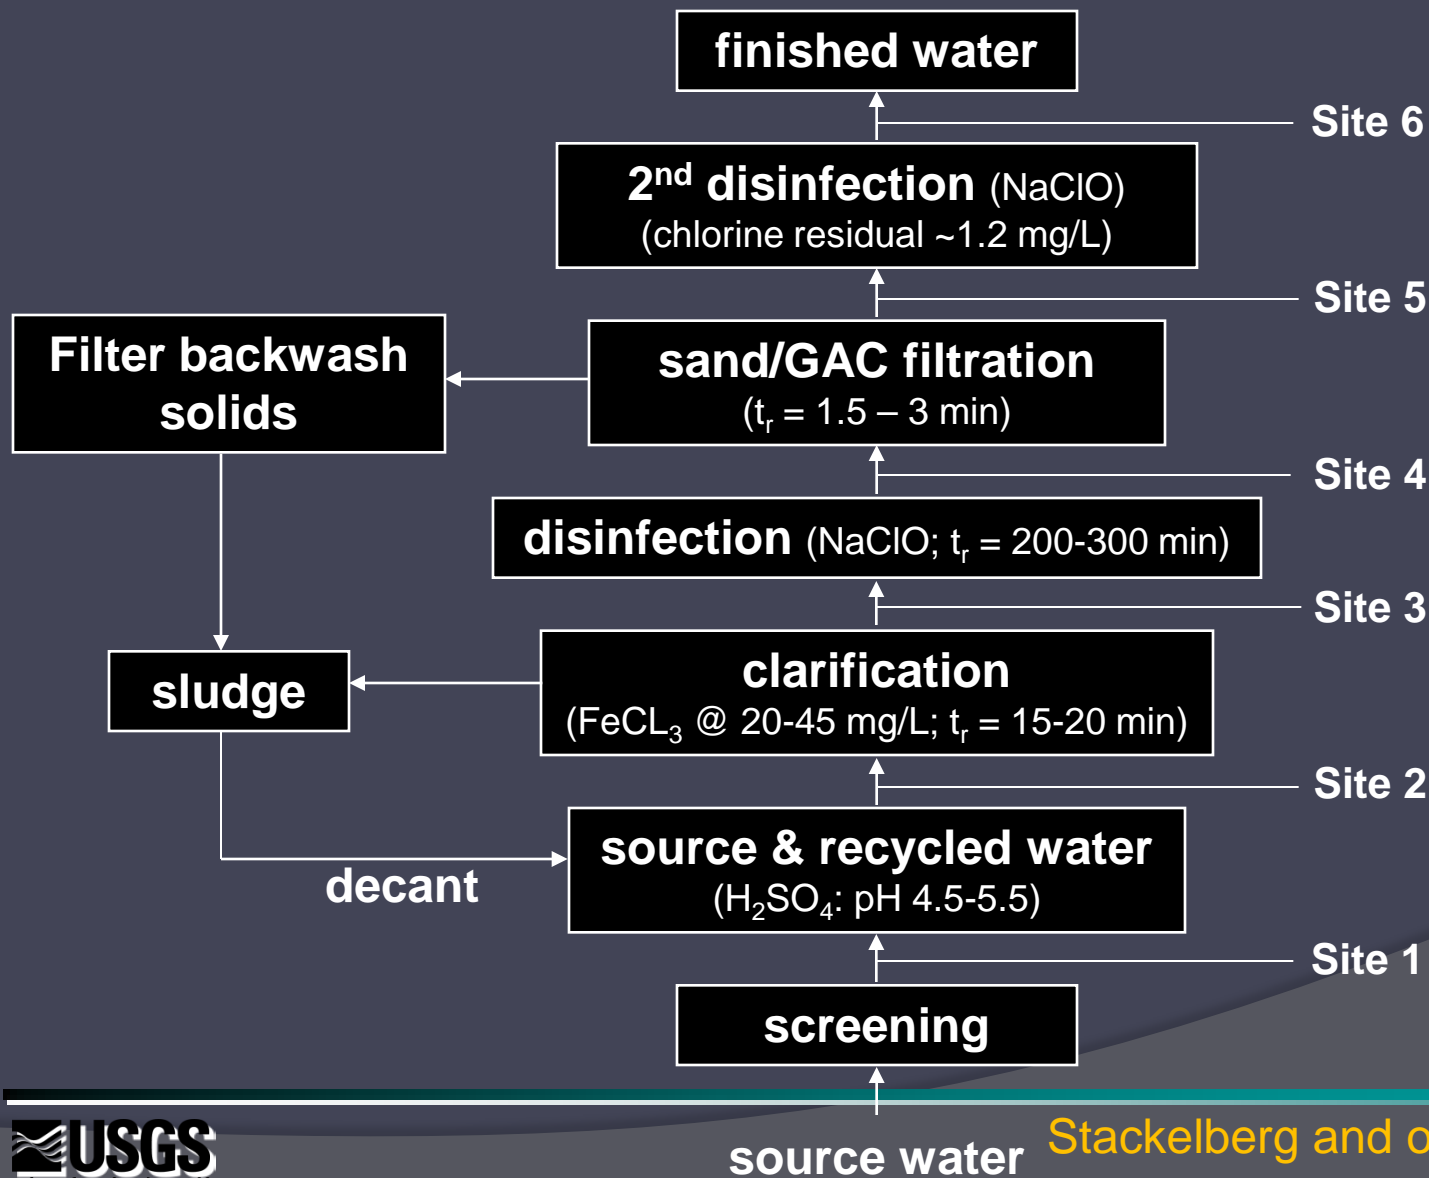 finished water
Site 6
2nd disinfection (NaClO)
(chlorine residual ~1.2 mg/L)
Site 5
Filter backwash
solids
sand/GAC filtration
(tr = 1.5 – 3 min)
Site 4
disinfection (NaClO; tr = 200-300 min)
Site 3
sludge
clarification
(FeCL3 @ 20-45 mg/L; tr = 15-20 min)
Site 2
source & recycled water
(H2SO4: pH 4.5-5.5)
decant
Site 1
screening
USGS
source water
Stackelberg and